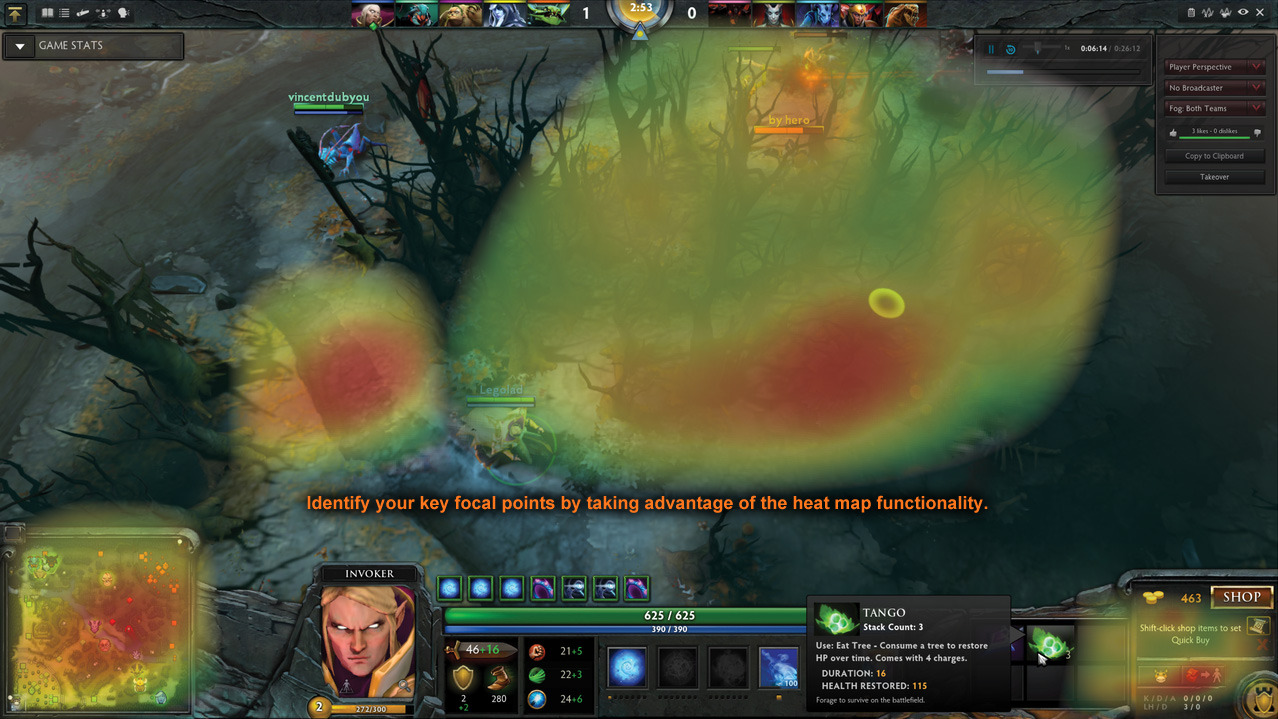 1
2:53
0
GAME STATS
1x 0:06:14 / 0:26:12
Player Perspective
No Broadcaster
Fog: Both Teams
3 likes - 0 dislikes
Copy to Clipboard
Takeover
vincentdubyou
by hero
Legolad
Identify your key focal points by taking advantage of the heat map functionality.
INVOKER
2
272/300
625 / 625
390 / 390
46+16
2
+2
280
21+5
22+3
24+6
100
TANGO
Stack Count: 3
Use: Eat Tree - Consume a tree to restore
HP over time. Comes with 4 charges.
DURATION: 16
HEALTH RESTORED: 115
Forage to survive on the battlefield.
3
463
SHOP
Shift-click shop items to set
Quick Buy
K / D / A 0 / 0 / 0
LH / D 3 / 0